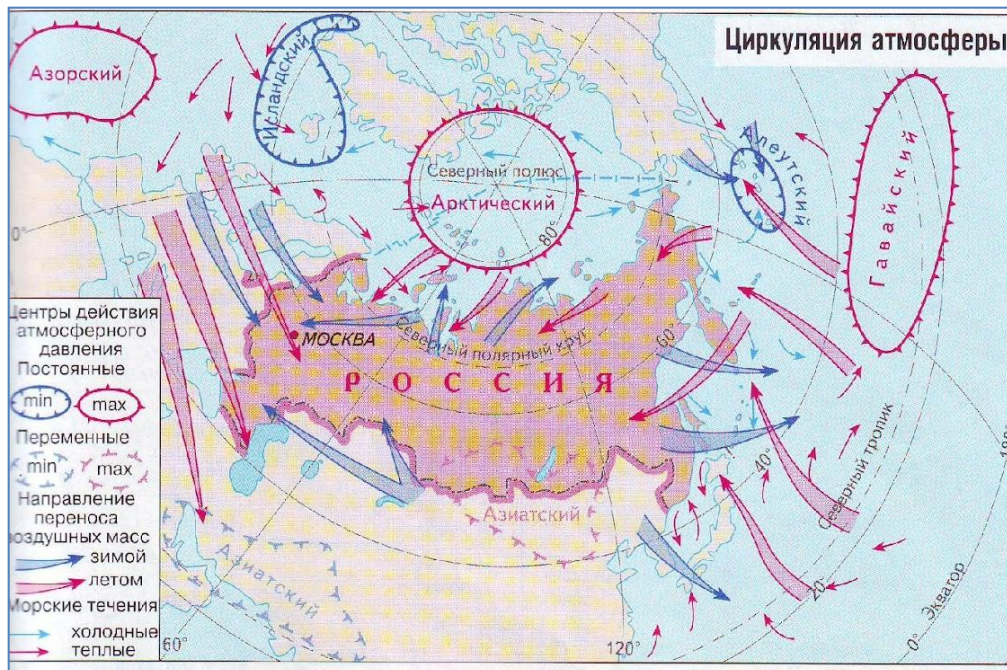 Циркуляция атмосферы
Азорский
Исландский
Северный полюс
Арктический
Алеутский
Гавайский
80°
0°
Северный полярный круг
60°
МОСКВА
РОССИЯ
Центры действия
атмосферного
давления
Постоянные
min
max
Переменные
min
max
Направление
переноса
воздушных масс
зимой
летом
Морские течения
холодные
теплые
Азиатский
Азиатский
40°
Северный тропик
20°
Экватор
0°
60°
120°